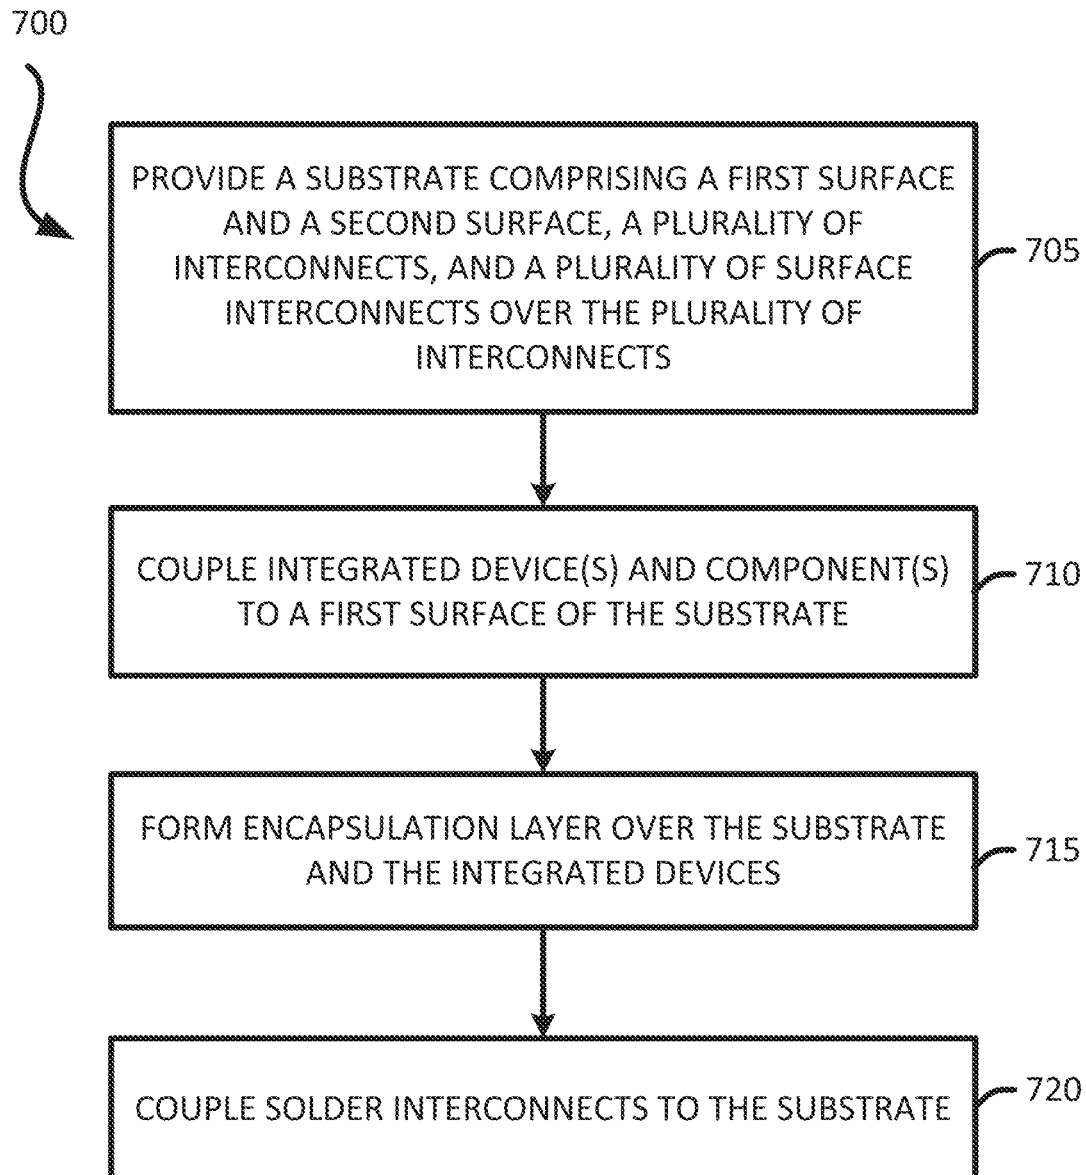 700
PROVIDE A SUBSTRATE COMPRISING A FIRST SURFACE
AND A SECOND SURFACE, A PLURALITY OF
INTERCONNECTS, AND A PLURALITY OF SURFACE
INTERCONNECTS OVER THE PLURALITY OF
INTERCONNECTS
705
COUPLE INTEGRATED DEVICE(S) AND COMPONENT(S)
TO A FIRST SURFACE OF THE SUBSTRATE
710
FORM ENCAPSULATION LAYER OVER THE SUBSTRATE
AND THE INTEGRATED DEVICES
715
COUPLE SOLDER INTERCONNECTS TO THE SUBSTRATE
720